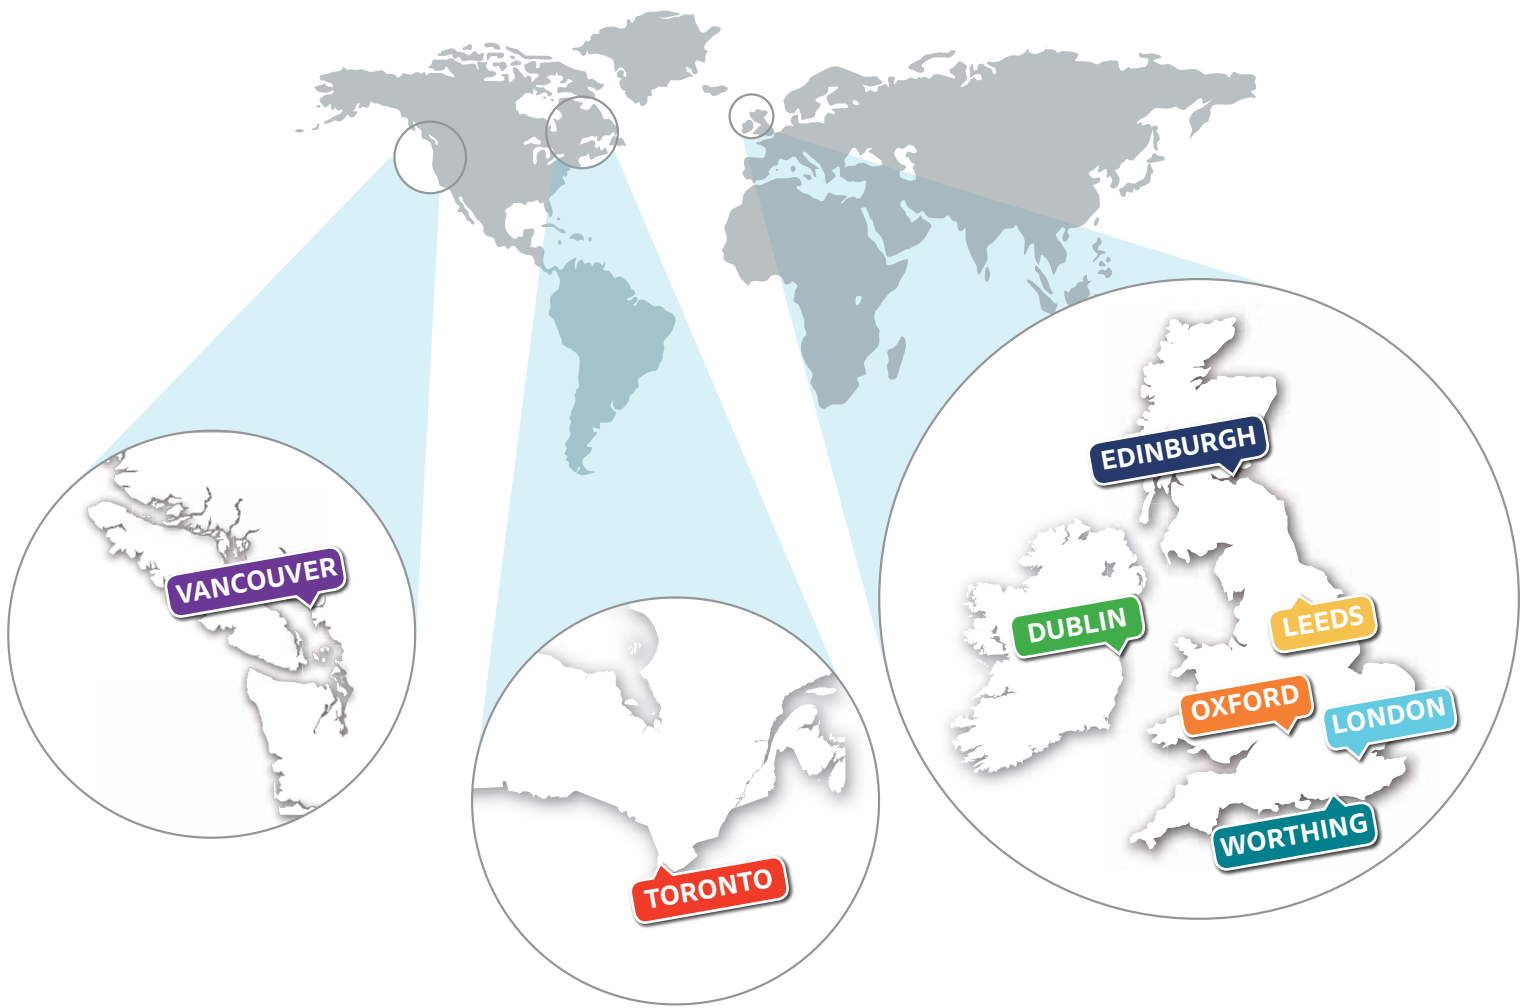 EDINBURGH
VANCOUVER
DUBLIN
LEEDS
OXFORD
LONDON
WORTHING
TORONTO